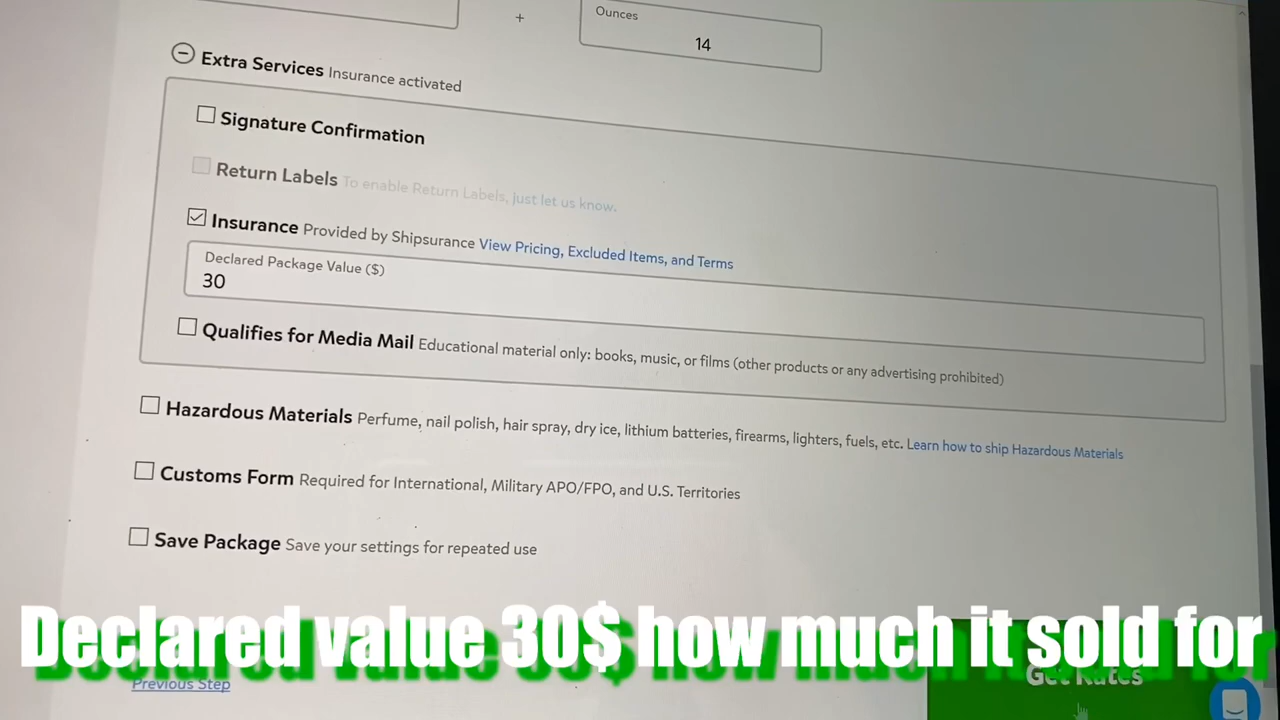 Ounces
+
14
Extra Services Insurance activated
Signature Confirmation
Return Labels To enable Return Labels, just let us know.
Insurance Provided by Shipsurance View Pricing, Excluded Items, and Terms
Declared Package Value ($)
30
Qualifies for Media Mail Educational material only: books, music, or films (other products or any advertising prohibited)
Hazardous Materials Perfume, nail polish, hair spray, dry ice, lithium batteries, firearms, lighters, fuels, etc. Learn how to ship Hazardous Materials
Customs Form Required for International, Military APO/FPO, and U.S. Territories
Save Package Save your settings for repeated use
Declared value 30$ how much it sold for
Previous Step
Get Rates